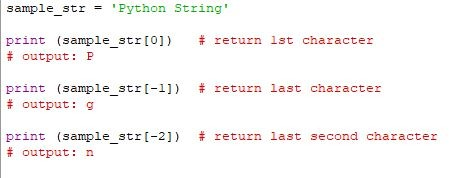 sample_str = 'Python String'
print (sample_str[0])   # return 1st character
# output: P
print (sample_str[-1])  # return last character
# output: g
print (sample_str[-2])  # return last second character
# output: n